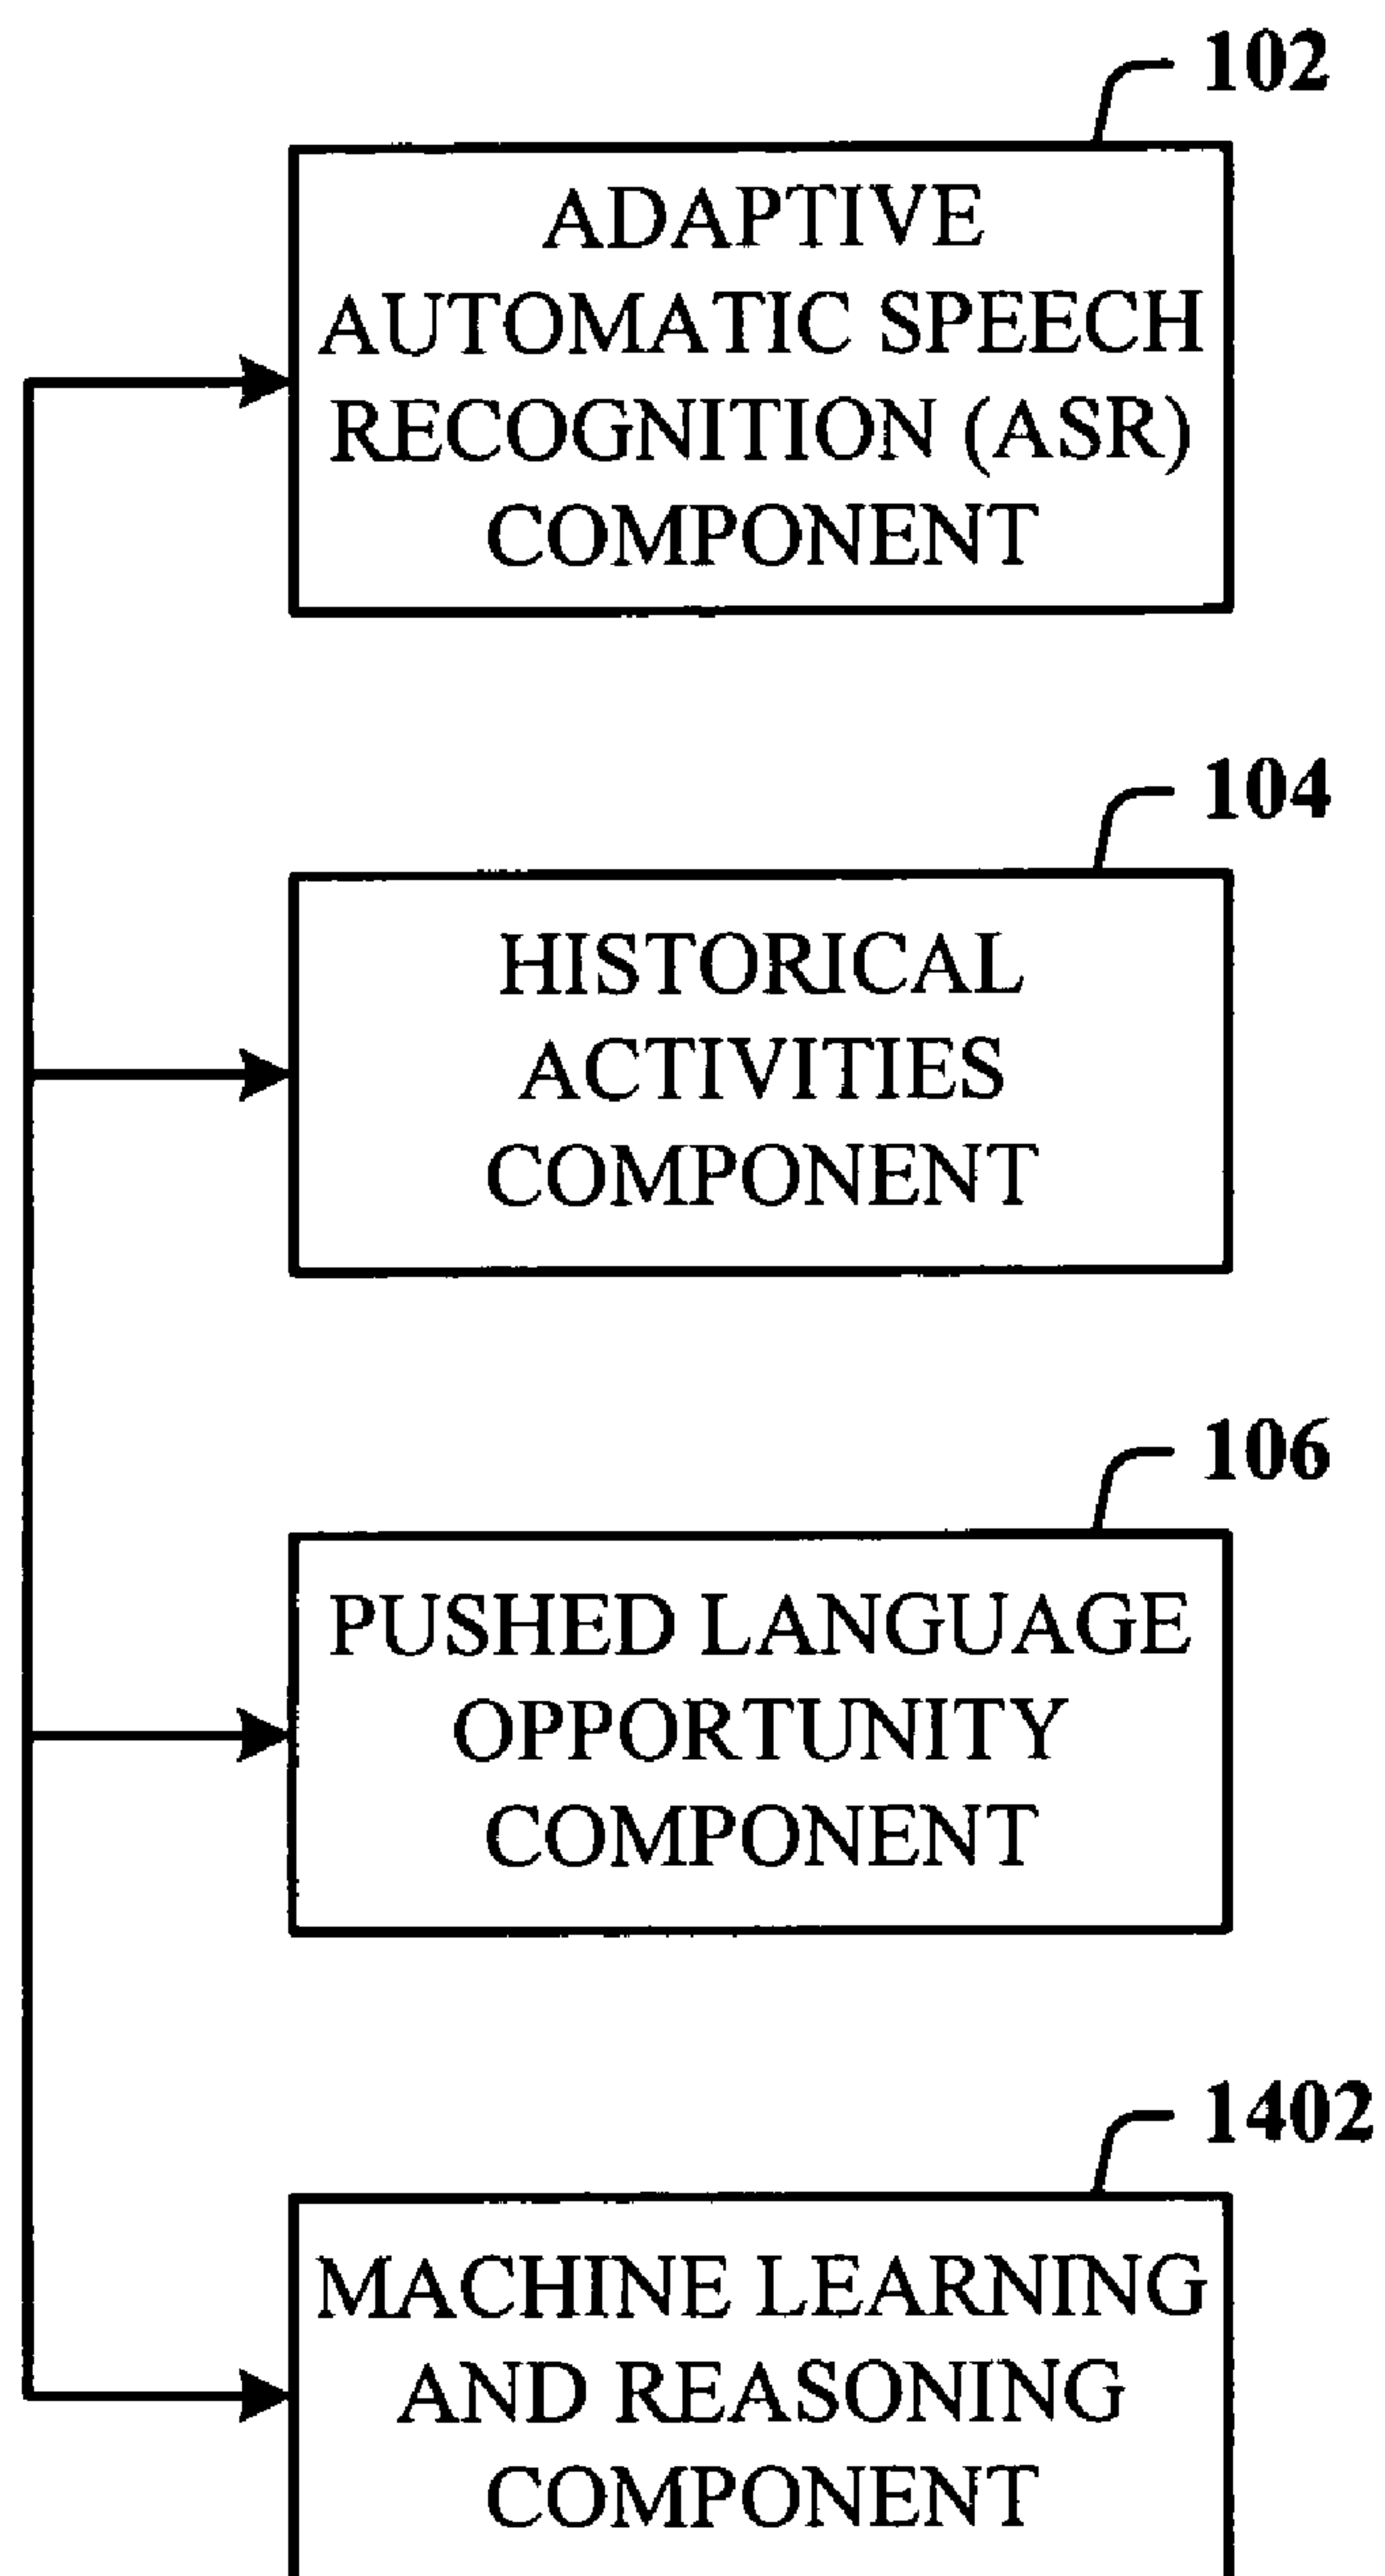 102
ADAPTIVE
AUTOMATIC SPEECH
RECOGNITION (ASR)
COMPONENT
104
HISTORICAL
ACTIVITIES
COMPONENT
106
PUSHED LANGUAGE
OPPORTUNITY
COMPONENT
1402
MACHINE LEARNING
AND REASONING
COMPONENT